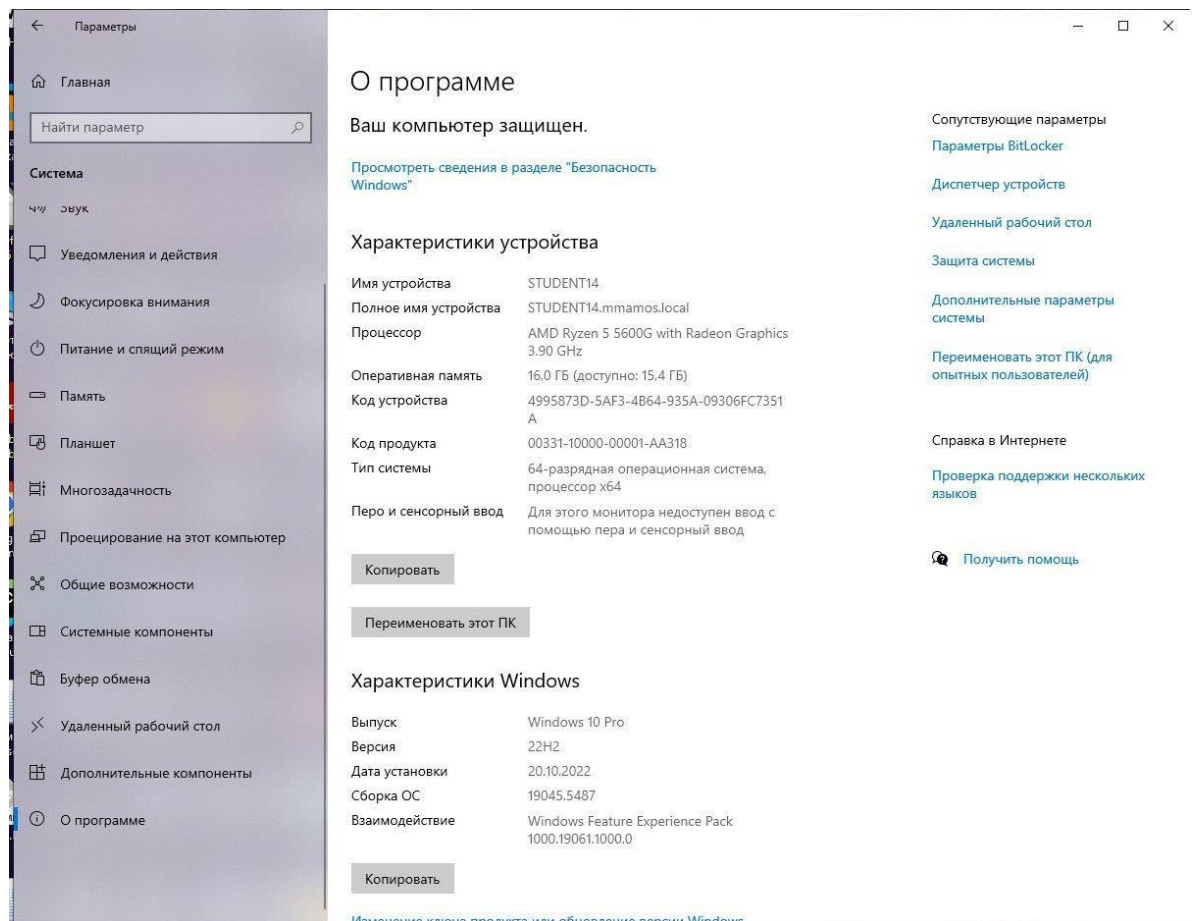 Параметры
Главная
Найти параметр
Система
Звук
Уведомления и действия
Фокусировка внимания
Питание и спящий режим
Память
Планшет
Многозадачность
Проецирование на этот компьютер
Общие возможности
Системные компоненты
Буфер обмена
Удаленный рабочий стол
Дополнительные компоненты
О программе
О программе
Ваш компьютер защищен.
Просмотреть сведения в разделе "Безопасность
Windows"
Характеристики устройства
Имя устройства STUDENT14
Полное имя устройства STUDENT14.mmamos.local
Процессор AMD Ryzen 5 5600G with Radeon Graphics
3.90 GHz
Оперативная память 16,0 ГБ (доступно: 15,4 ГБ)
Код устройства 4995873D-5AF3-4B64-935A-09306FC7351
A
Код продукта 00331-10000-00001-AA318
Тип системы 64-разрядная операционная система,
процессор x64
Перо и сенсорный ввод Для этого монитора недоступен ввод с
помощью пера и сенсорный ввод
Копировать
Переименовать этот ПК
Характеристики Windows
Выпуск Windows 10 Pro
Версия 22H2
Дата установки 20.10.2022
Сборка ОС 19045.5487
Взаимодействие Windows Feature Experience Pack
1000.19061.1000.0
Копировать
Изменение ключа продукта или обновление версии Windows
Сопутствующие параметры
Параметры BitLocker
Диспетчер устройств
Удаленный рабочий стол
Защита системы
Дополнительные параметры
системы
Переименовать этот ПК (для
опытных пользователей)
Справка в Интернете
Проверка поддержки нескольких
языков
Получить помощь